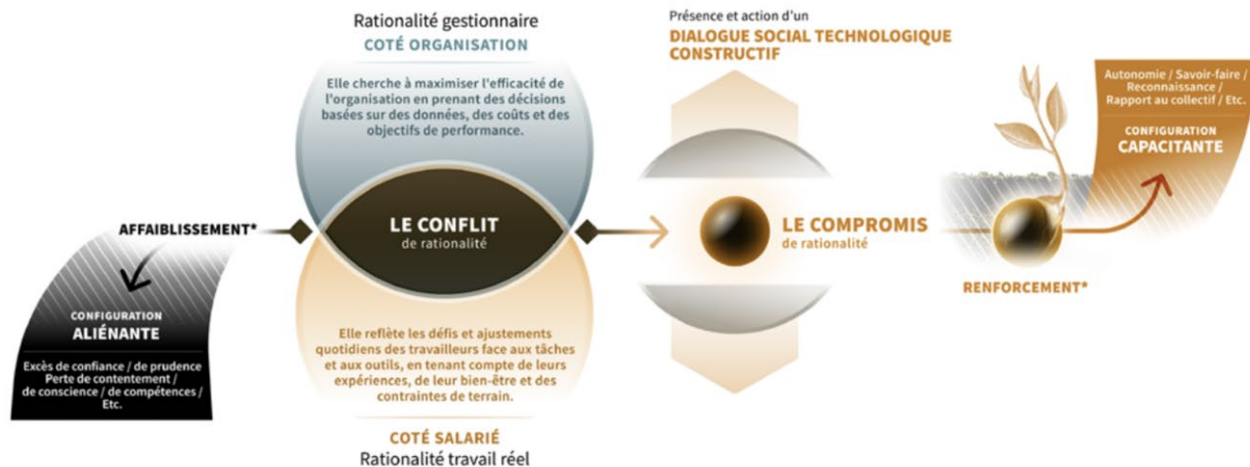 Rationalité gestionnaire
COTÉ ORGANISATION
Elle cherche à maximiser l'efficacité de
l'organisation en prenant des décisions
basées sur des données, des coûts et des
objectifs de performance.
AFFAIBLISSEMENT*
CONFIGURATION
ALIÉNANTE
Excès de confiance / de prudence
Perte de contentement /
de conscience / de compétences /
Etc.
LE CONFLIT
de rationalité
Elle reflète les défis et ajustements
quotidiens des travailleurs face aux tâches
et aux outils, en tenant compte de leurs
expériences, de leur bien-être et des
contraintes de terrain.
COTÉ SALARIÉ
Rationalité travail réel
Présence et action d'un
DIALOGUE SOCIAL TECHNOLOGIQUE
CONSTRUCTIF
LE COMPROMIS
de rationalité
RENFORCEMENT*
Autonomie / Savoir-faire /
Reconnaissance /
Rapport au collectif / Etc.
CONFIGURATION
CAPACITANTE